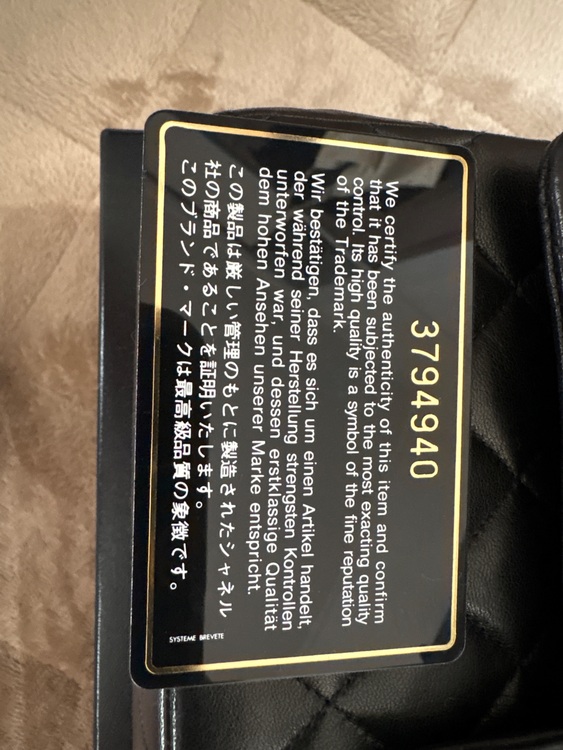 3794940
We certify the authenticity of this item and confirm
that it has been subjected to the most exacting quality
control. Its high quality is a symbol of the fine reputation
of the Trademark.
Wir bestätigen, dass es sich um einen Artikel handelt,
der während seiner Herstellung strengsten Kontrollen
unterworfen war, und dessen erstklassige Qualität
dem hohen Ansehen unserer Marke entspricht.
この製品は厳しい管理のもとに製造されたシャネル
社の商品であることを証明いたします。
このブランド・マークは最高級品質の象徴です。
SYSTEME BREVETE